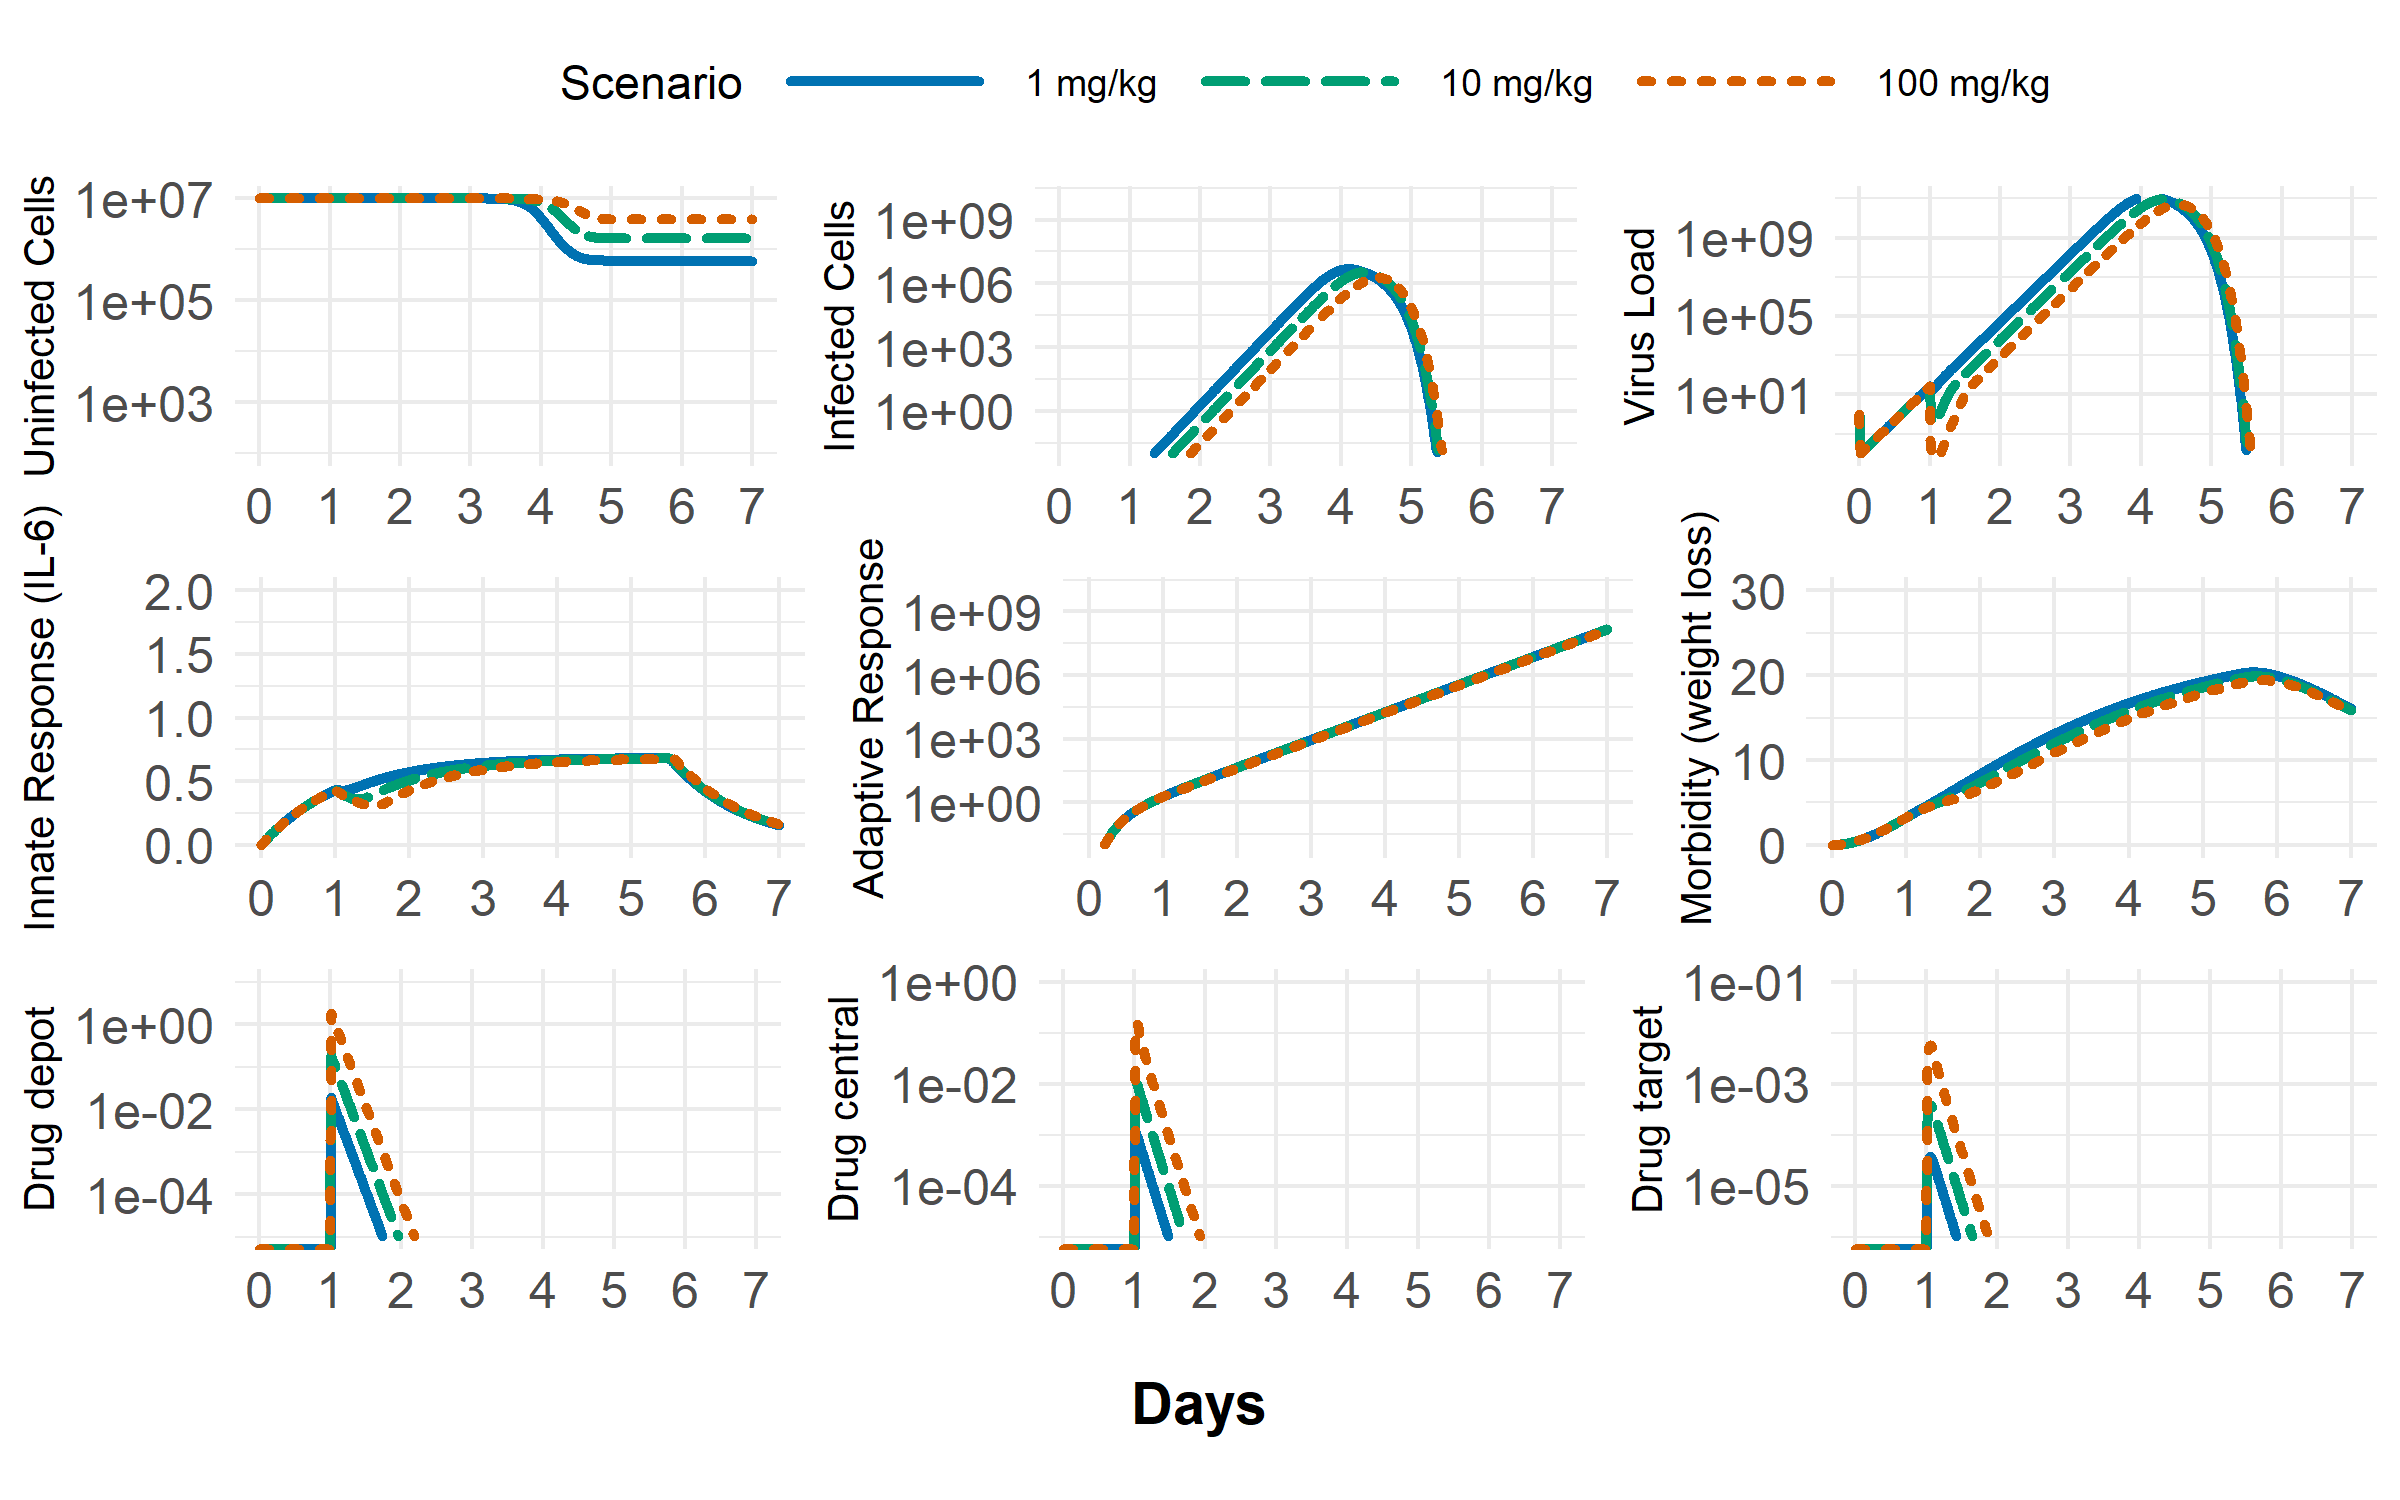 Scenario 1 mg/kg 10 mg/kg 100 mg/kg
Uninfected Cells
1e+07
1e+05
1e+03
0 1 2 3 4 5 6 7
Infected Cells
1e+09
1e+06
1e+03
1e+00
0 1 2 3 4 5 6 7
Virus Load
1e+09
1e+05
1e+01
0 1 2 3 4 5 6 7
Innate Response (IL-6)
2.0
1.5
1.0
0.5
0.0
0 1 2 3 4 5 6 7
Adaptive Response
1e+09
1e+06
1e+03
1e+00
0 1 2 3 4 5 6 7
Morbidity (weight loss)
30
20
10
0
0 1 2 3 4 5 6 7
Drug depot
1e+00
1e-02
1e-04
0 1 2 3 4 5 6 7
Drug central
1e+00
1e-02
1e-04
0 1 2 3 4 5 6 7
Drug target
1e-01
1e-03
1e-05
0 1 2 3 4 5 6 7
Days